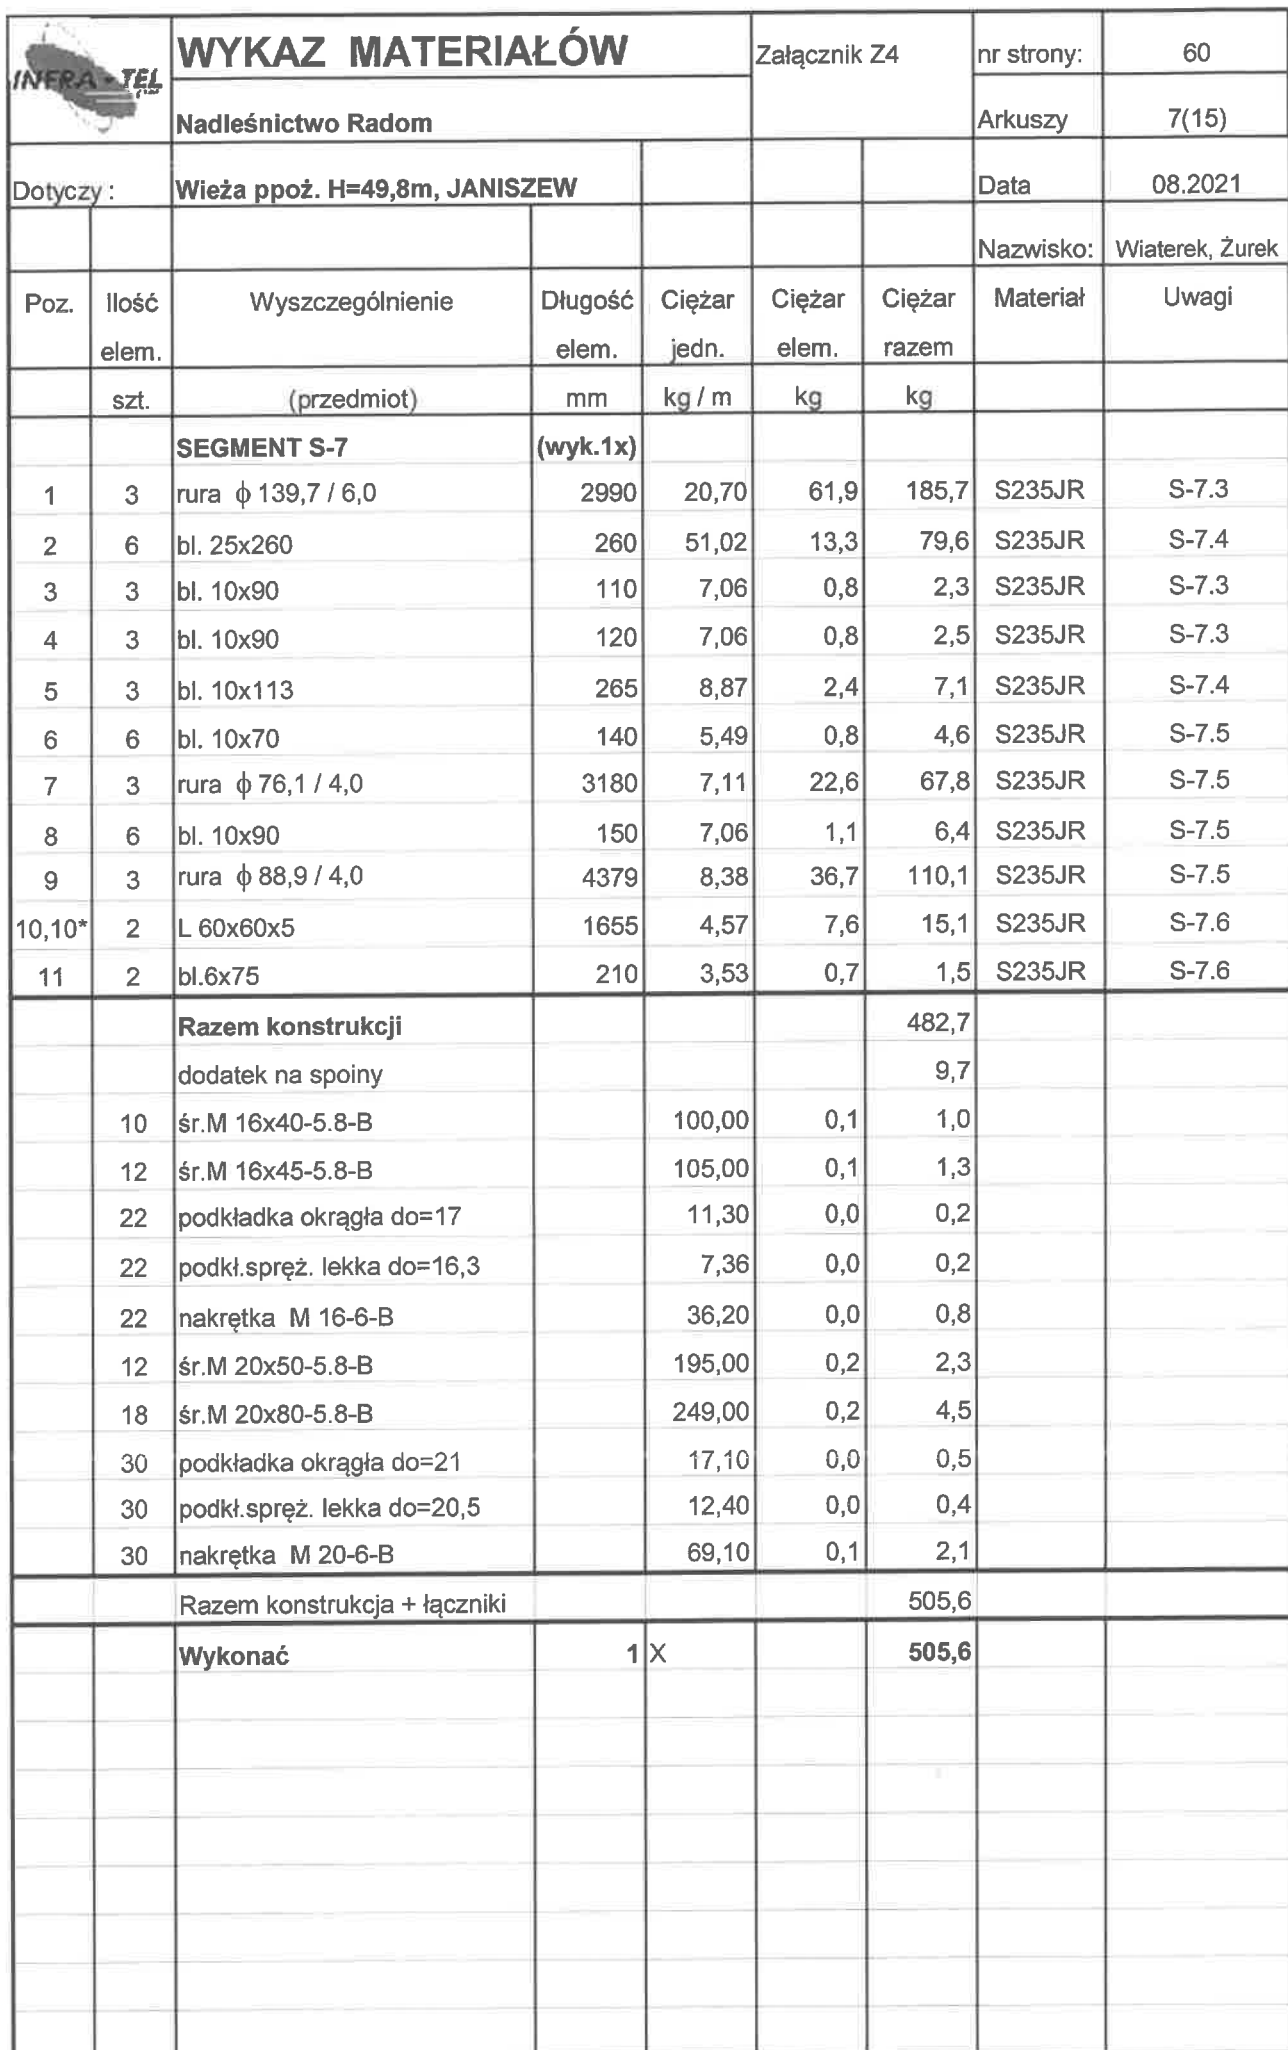 INFRA - TEL
WYKAZ MATERIAŁÓW Załącznik Z4 nr strony: 60
Nadleśnictwo Radom Arkuszy 7(15)
Dotyczy : Wieża ppoż. H=49,8m, JANISZEW Data 08.2021
Nazwisko: Wiaterek, Żurek
Poz. Ilość Wyszczególnienie Długość Ciężar Ciężar Ciężar Materiał Uwagi
elem. elem. jedn. elem. razem
szt. (przedmiot) mm kg / m kg kg
SEGMENT S-7 (wyk.1x)
1 3 rura ϕ 139,7 / 6,0 2990 20,70 61,9 185,7 S235JR S-7.3
2 6 bl. 25x260 260 51,02 13,3 79,6 S235JR S-7.4
3 3 bl. 10x90 110 7,06 0,8 2,3 S235JR S-7.3
4 3 bl. 10x90 120 7,06 0,8 2,5 S235JR S-7.3
5 3 bl. 10x113 265 8,87 2,4 7,1 S235JR S-7.4
6 6 bl. 10x70 140 5,49 0,8 4,6 S235JR S-7.5
7 3 rura ϕ 76,1 / 4,0 3180 7,11 22,6 67,8 S235JR S-7.5
8 6 bl. 10x90 150 7,06 1,1 6,4 S235JR S-7.5
9 3 rura ϕ 88,9 / 4,0 4379 8,38 36,7 110,1 S235JR S-7.5
10,10* 2 L 60x60x5 1655 4,57 7,6 15,1 S235JR S-7.6
11 2 bl.6x75 210 3,53 0,7 1,5 S235JR S-7.6
Razem konstrukcji 482,7
dodatek na spoiny 9,7
10 śr.M 16x40-5.8-B 100,00 0,1 1,0
12 śr.M 16x45-5.8-B 105,00 0,1 1,3
22 podkładka okrągła do=17 11,30 0,0 0,2
22 podkł.spręż. lekka do=16,3 7,36 0,0 0,2
22 nakrętka M 16-6-B 36,20 0,0 0,8
12 śr.M 20x50-5.8-B 195,00 0,2 2,3
18 śr.M 20x80-5.8-B 249,00 0,2 4,5
30 podkładka okrągła do=21 17,10 0,0 0,5
30 podkł.spręż. lekka do=20,5 12,40 0,0 0,4
30 nakrętka M 20-6-B 69,10 0,1 2,1
Razem konstrukcja + łączniki 505,6
Wykonać 1 X 505,6